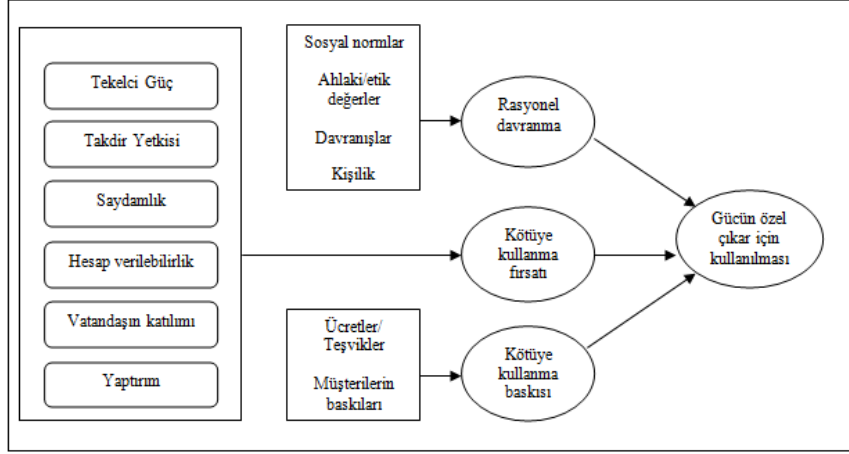 Tekelci Güç
Takdir Yetkisi
Saydamlık
Hesap verilebilirlik
Vatandaşın katılımı
Yaptırım
Sosyal normlar
Ahlaki/etik
değerler
Davranışlar
Kişilik
Ücretler/
Teşvikler
Müşterilerin
baskıları
Rasyonel
davranma
Kötüye
kullanma
fırsatı
Kötüye
kullanma
baskısı
Gücün özel
çıkar için
kullanılması